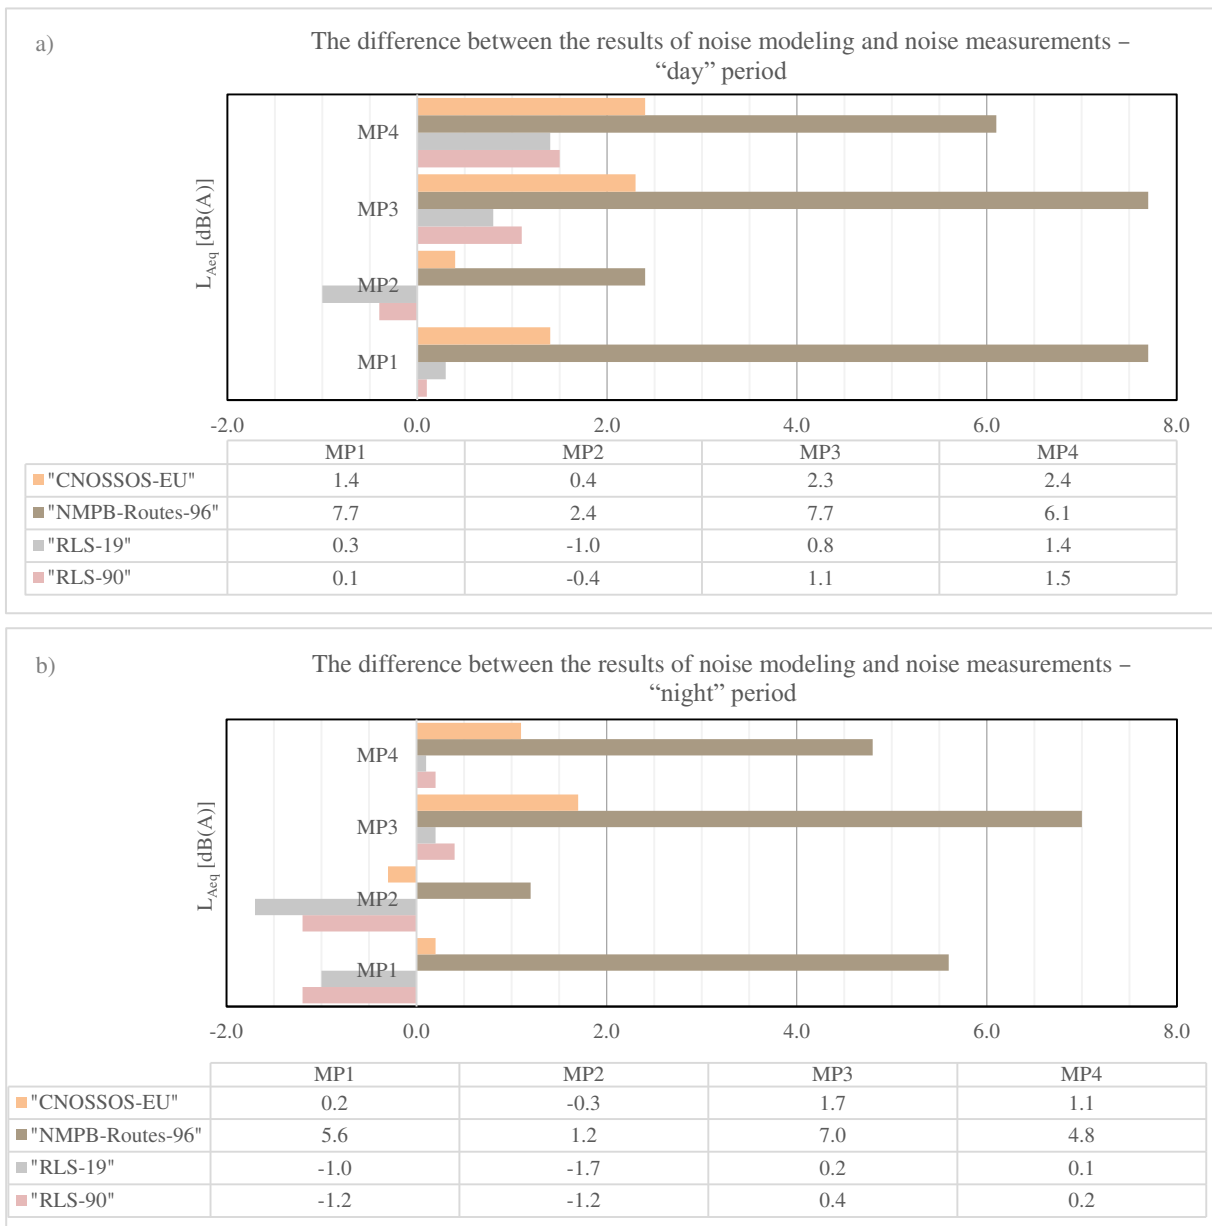 a)
The difference between the results of noise modeling and noise measurements –
“day” period
L_Aeq [dB(A)]
MP4
MP3
MP2
MP1
-2.0 0.0 2.0 4.0 6.0 8.0
MP1 MP2 MP3 MP4
"CNOSSOS-EU" 1.4 0.4 2.3 2.4
"NMPB-Routes-96" 7.7 2.4 7.7 6.1
"RLS-19" 0.3 -1.0 0.8 1.4
"RLS-90" 0.1 -0.4 1.1 1.5
b)
The difference between the results of noise modeling and noise measurements –
“night” period
L_Aeq [dB(A)]
MP4
MP3
MP2
MP1
-2.0 0.0 2.0 4.0 6.0 8.0
MP1 MP2 MP3 MP4
"CNOSSOS-EU" 0.2 -0.3 1.7 1.1
"NMPB-Routes-96" 5.6 1.2 7.0 4.8
"RLS-19" -1.0 -1.7 0.2 0.1
"RLS-90" -1.2 -1.2 0.4 0.2